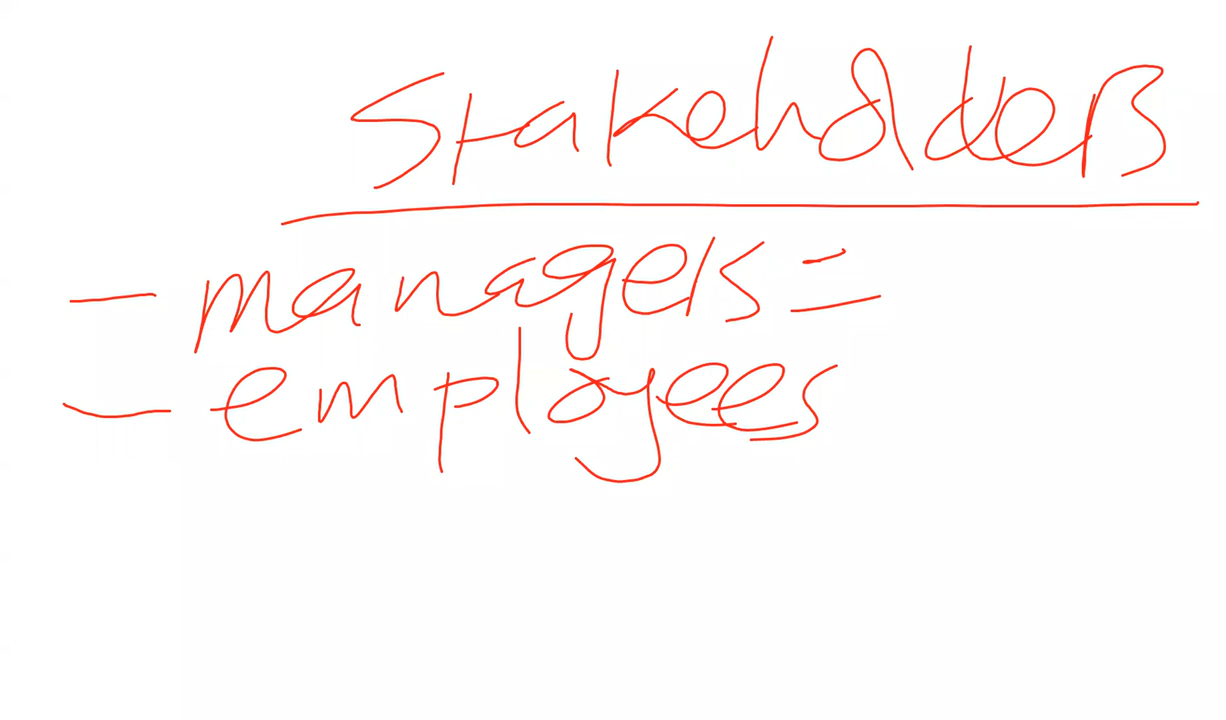 Stakeholders
- managers =
- employees